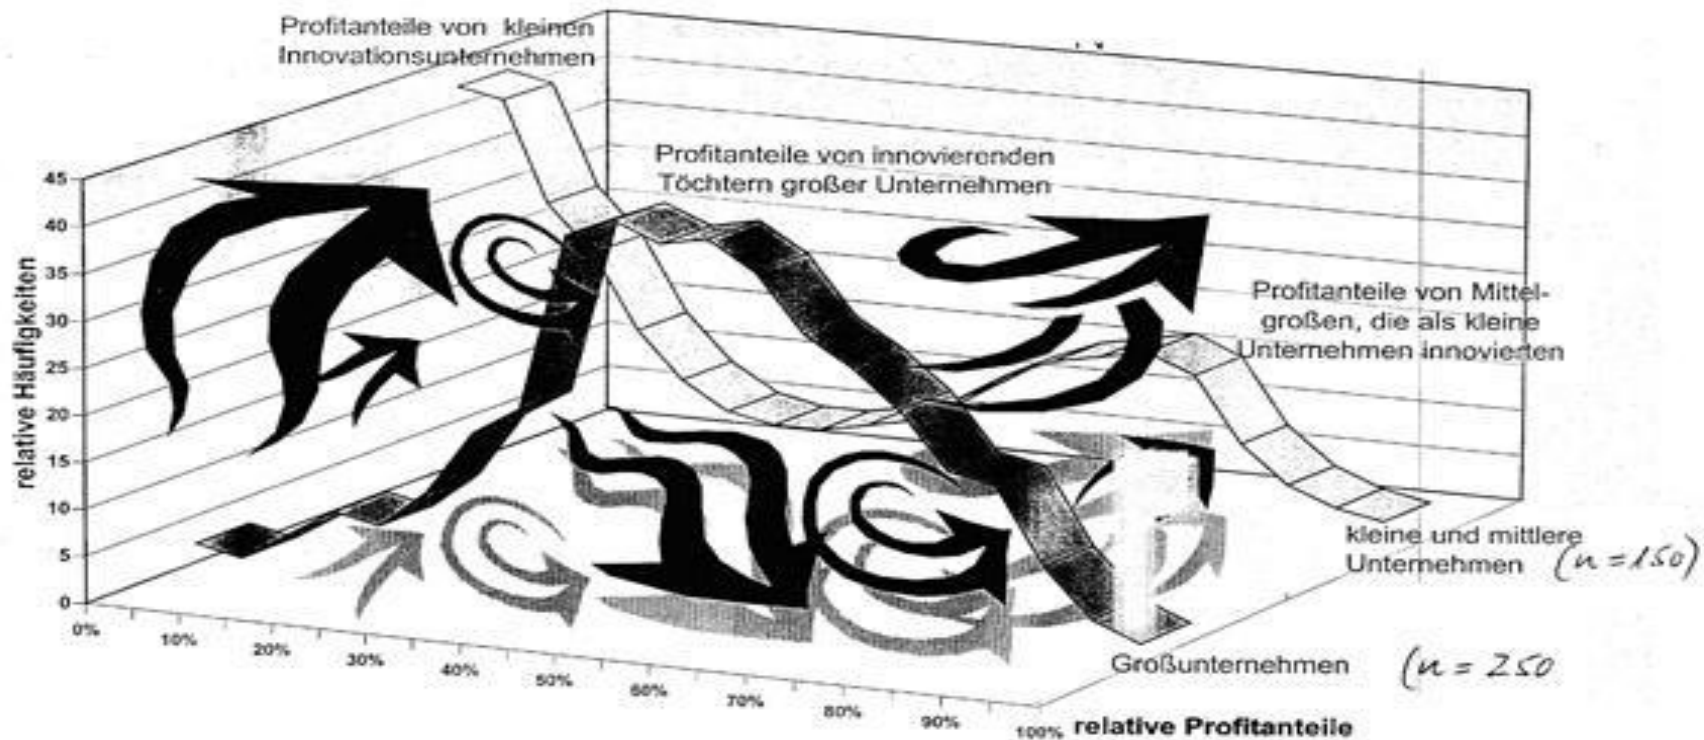 Profitanteile von kleinen
Innovationsunternehmen
Profitanteile von innovierenden
Töchtern großer Unternehmen
Profitanteile von Mittel-
großen, die als kleine
Unternehmen innovierten
relative Häufigkeiten
45
40
35
30
25
20
15
10
5
0
0%
10%
20%
30%
40%
50%
60%
70%
80%
90%
100%
relative Profitanteile
kleine und mittlere
Unternehmen (n=150)
Großunternehmen (n = 250